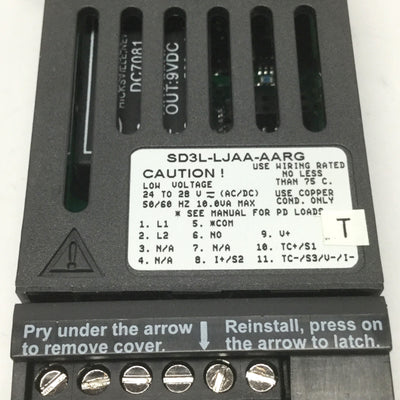 HICKSVILLE,NEY
DC7081
OUT:9VDC
SD3L-LJAA-AARG
CAUTION !
USE WIRING RATED
NO LESS
THAN 75 C.
LOW VOLTAGE
24 TO 28 V ⎓ (AC/DC)
50/60 HZ 10.0VA MAX
USE COPPER
COND. ONLY
* SEE MANUAL FOR PD LOADS
T
1. L1 5. *COM
2. L2 6. NO 9. V+
3. N/A 7. N/A 10. TC+/S1
4. N/A 8. I+/S2 11. TC-/S3/V-/I-
Pry under the arrow
to remove cover.
Reinstall, press on
the arrow to latch.